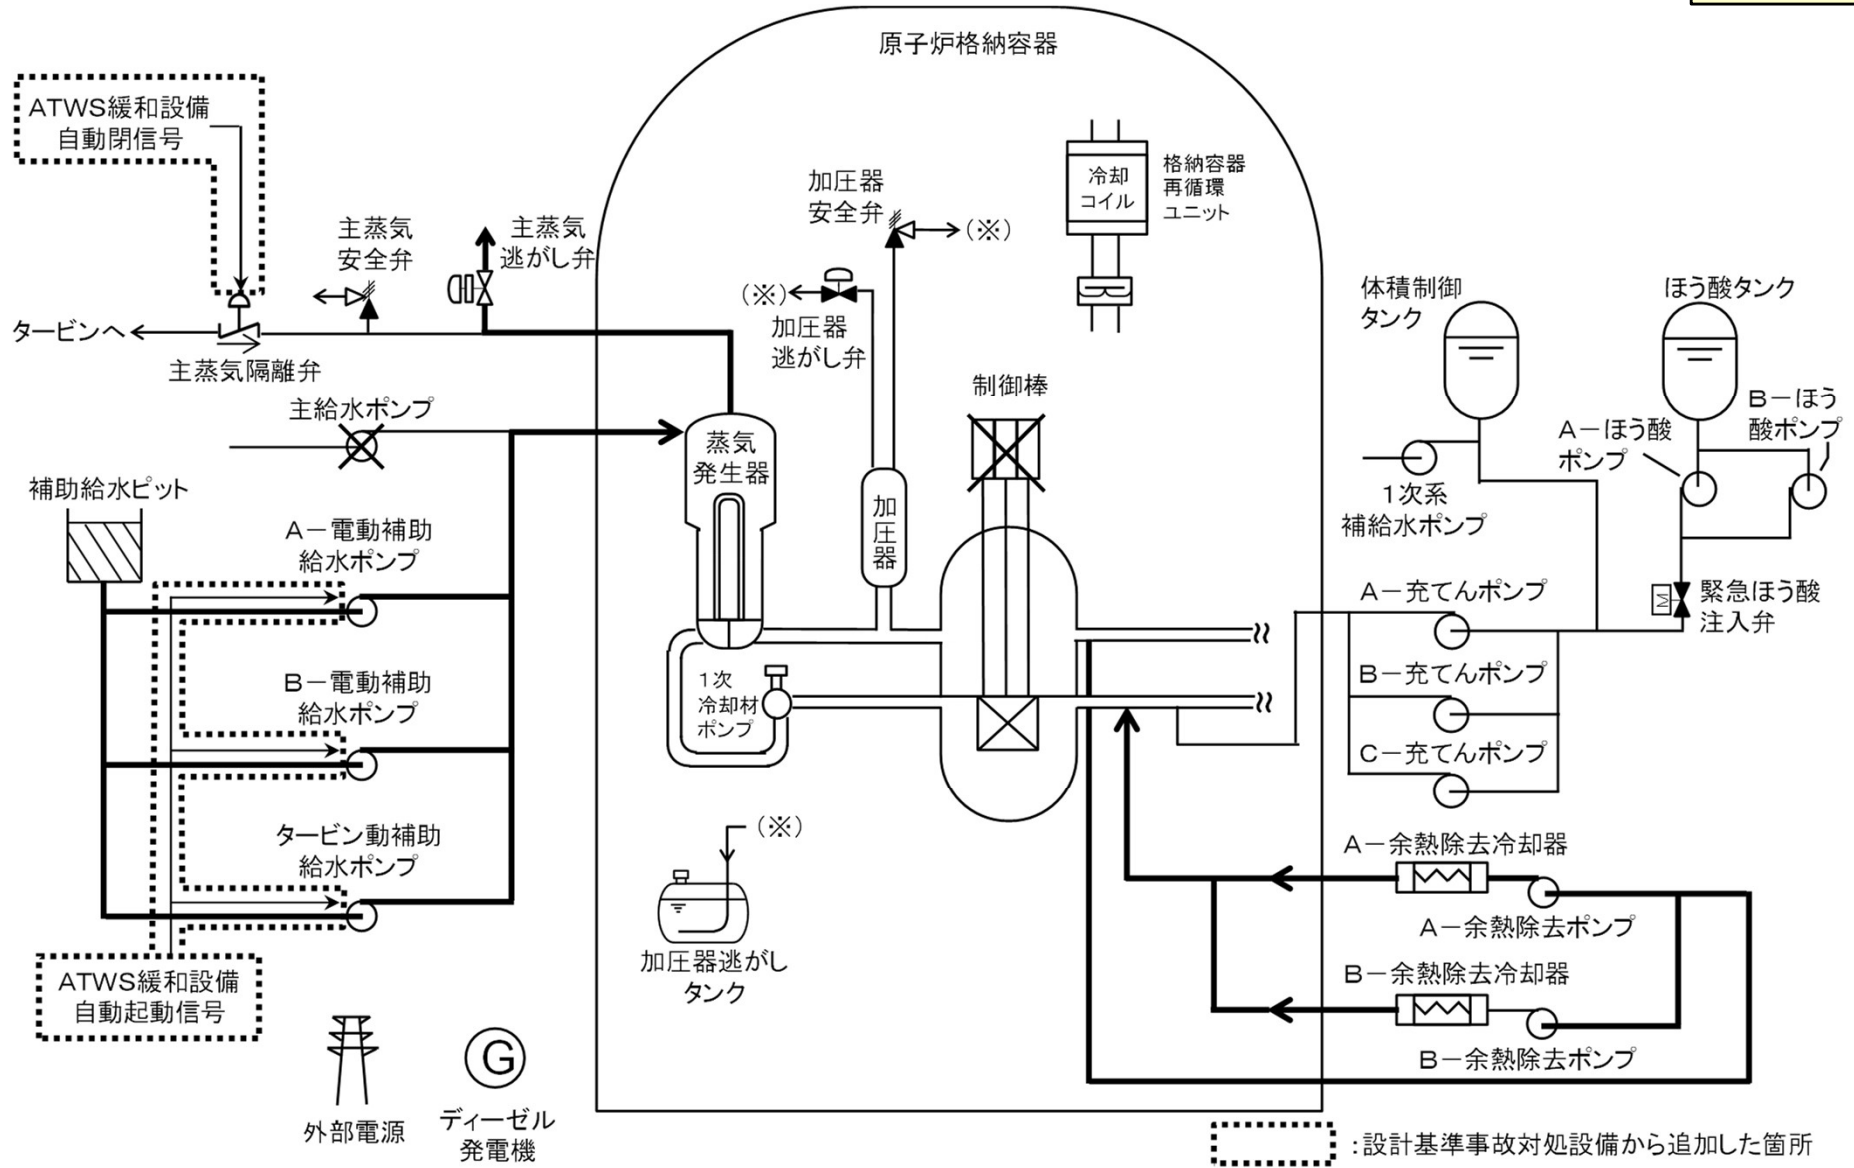 原子炉格納容器
ATWS緩和設備
自動閉信号
主蒸気
安全弁
主蒸気
逃がし弁
タービンへ
主蒸気隔離弁
主給水ポンプ
補助給水ピット
A－電動補助
給水ポンプ
B－電動補助
給水ポンプ
タービン動補助
給水ポンプ
ATWS緩和設備
自動起動信号
外部電源
G
ディーゼル
発電機
加圧器
安全弁
(※)
(※)
加圧器
逃がし弁
冷却
コイル
格納容器
再循環
ユニット
制御棒
蒸気
発生器
加
圧
器
1次
冷却材
ポンプ
(※)
加圧器逃がし
タンク
体積制御
タンク
ほう酸タンク
1次系
補給水ポンプ
A－ほう酸
ポンプ
B－ほう
酸ポンプ
M
緊急ほう酸
注入弁
A－充てんポンプ
B－充てんポンプ
C－充てんポンプ
A－余熱除去冷却器
A－余熱除去ポンプ
B－余熱除去冷却器
B－余熱除去ポンプ
：設計基準事故対処設備から追加した箇所